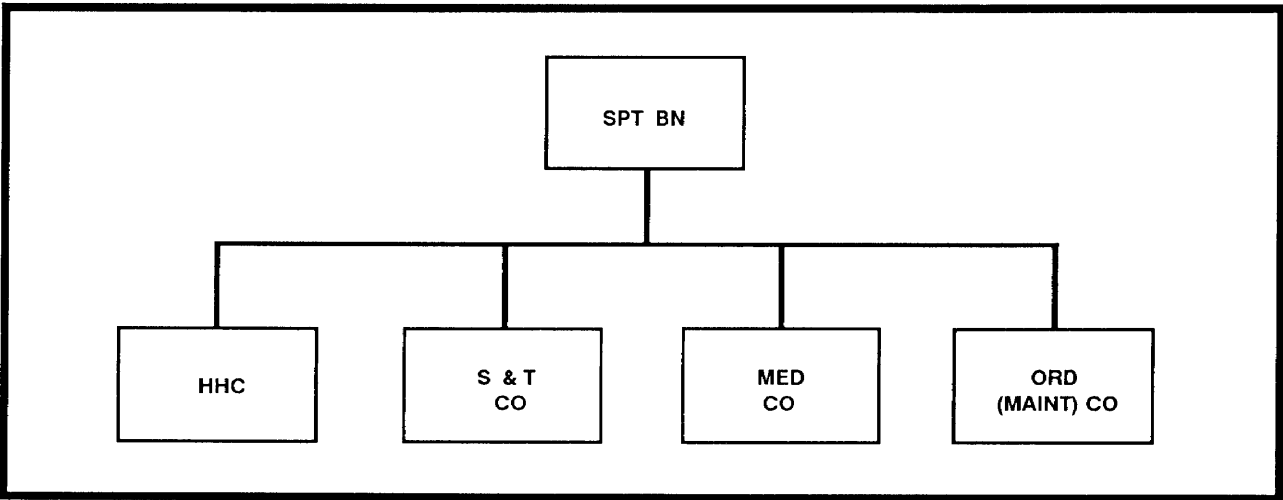 SPT BN
HHC
S & T
CO
MED
CO
ORD
(MAINT) CO